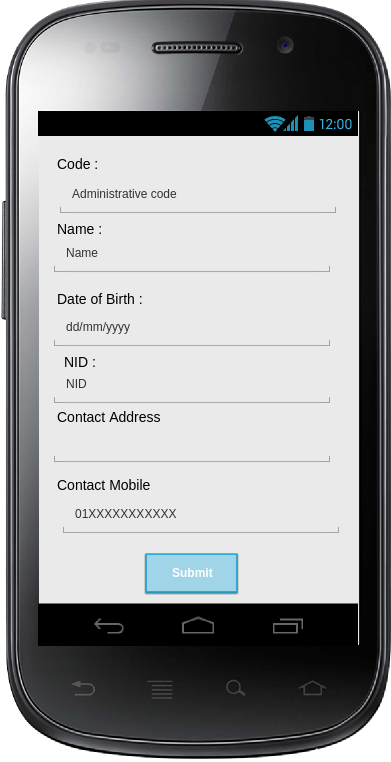 12:00
Code :
Administrative code
Name :
Name
Date of Birth :
dd/mm/yyyy
NID :
NID
Contact Address
Contact Mobile
01XXXXXXXXXXX
Submit